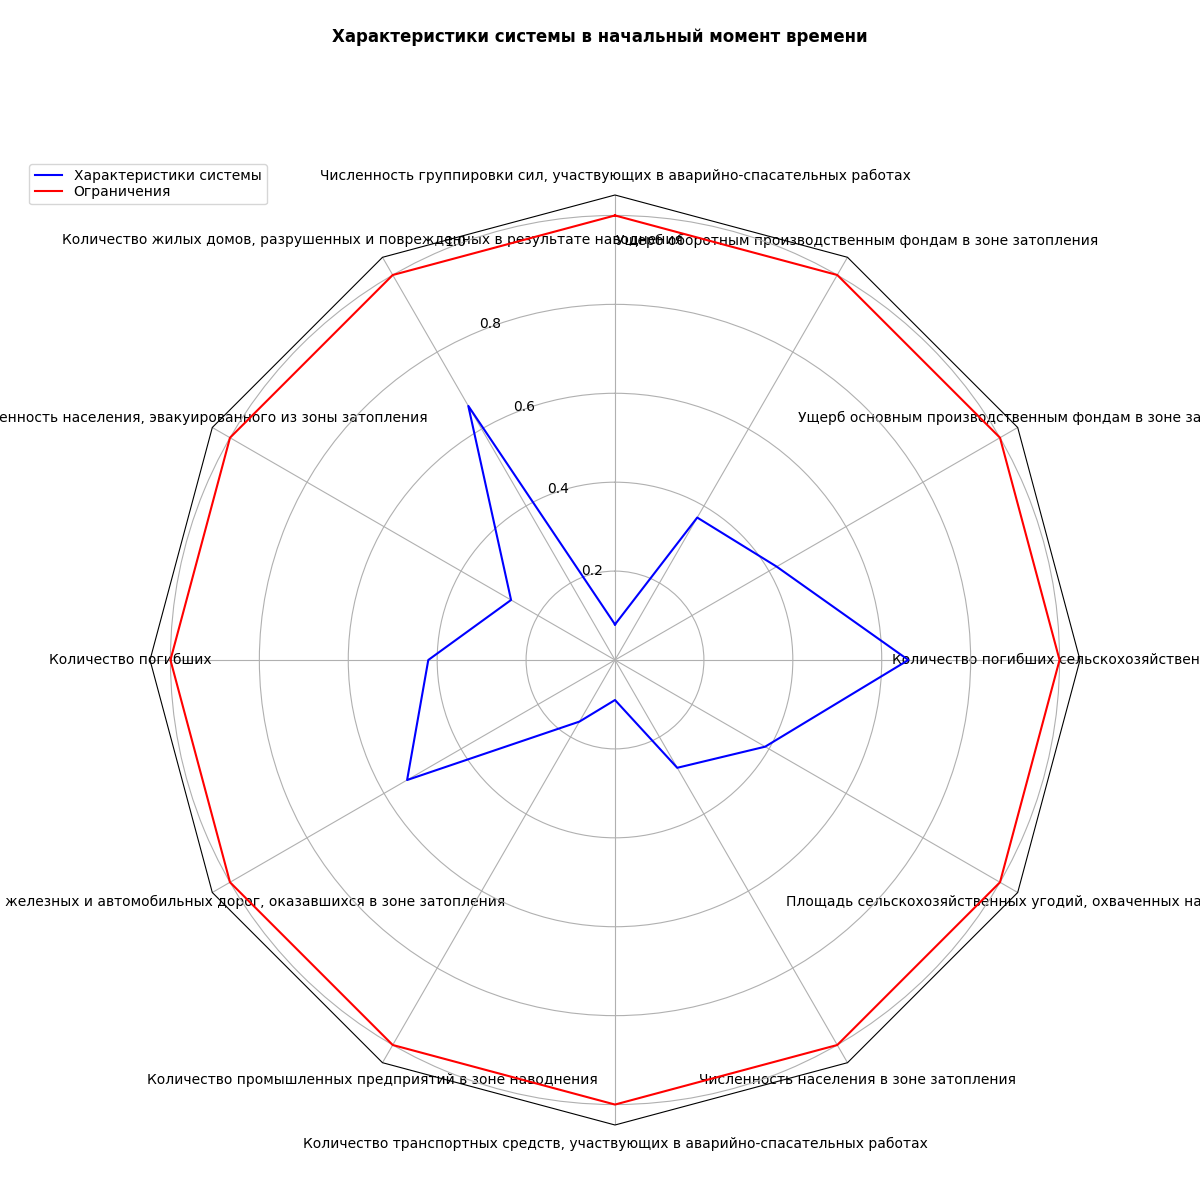 Характеристики системы в начальный момент времени
Характеристики системы
Ограничения
Численность группировки сил, участвующих в аварийно-спасательных работах
Количество жилых домов, разрушенных и поврежденных в результате наводнения
Ущерб оборотным производственным фондам в зоне затопления
1.0
0.8
0.6
0.4
0.2
енность населения, эвакуированного из зоны затопления
Ущерб основным производственным фондам в зоне за
Количество погибших
Количество погибших сельскохозяйствен
железных и автомобильных дорог, оказавшихся в зоне затопления
Площадь сельскохозяйственных угодий, охваченных на
Количество промышленных предприятий в зоне наводнения
Численность населения в зоне затопления
Количество транспортных средств, участвующих в аварийно-спасательных работах